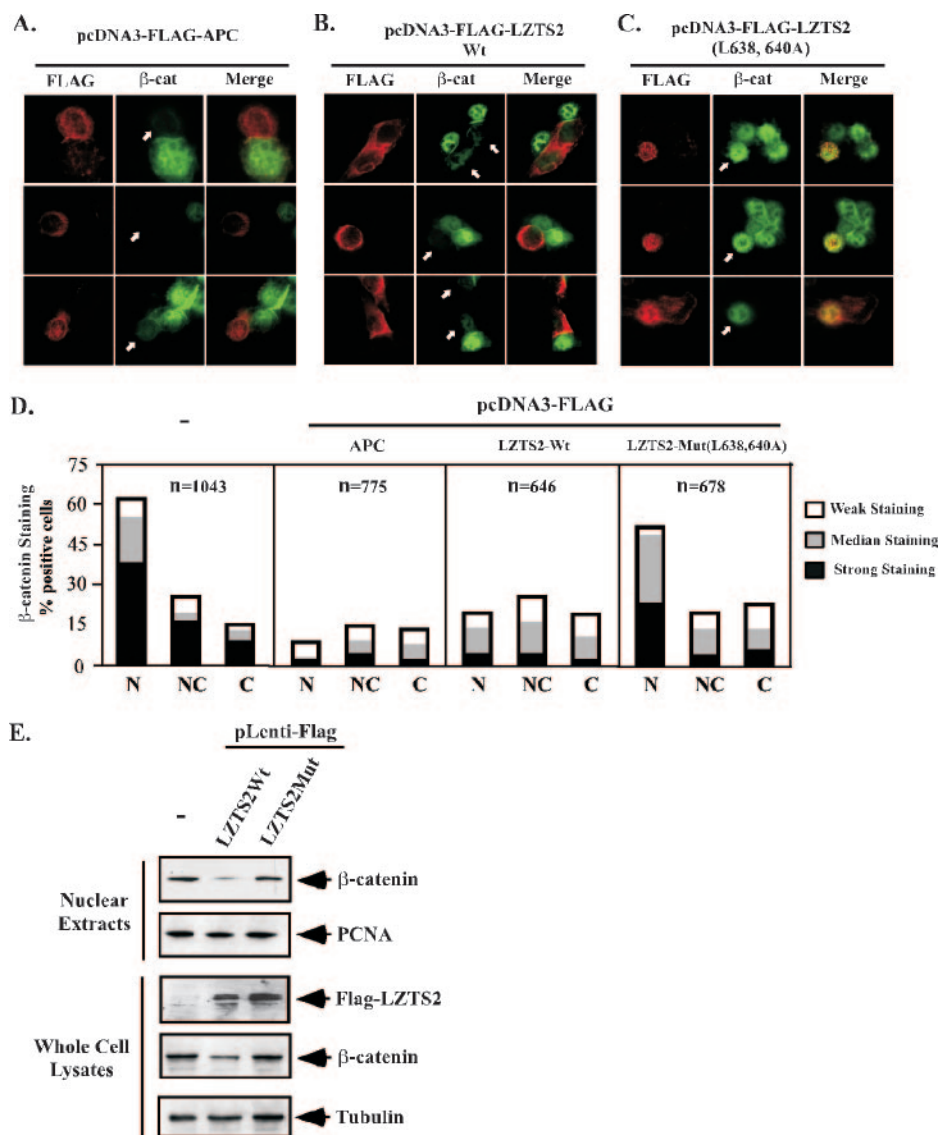 A.
pcDNA3-FLAG-APC
FLAG β-cat Merge
B.
pcDNA3-FLAG-LZTS2
Wt
FLAG β-cat Merge
C.
pcDNA3-FLAG-LZTS2
(L638, 640A)
FLAG β-cat Merge
D.
pcDNA3-FLAG
- APC LZTS2-Wt LZTS2-Mut(L638,640A)
β-catenin Staining
% positive cells
75
60
45
30
15
0
n=1043 n=775 n=646 n=678
N NC C N NC C N NC C N NC C
Weak Staining
Median Staining
Strong Staining
E.
pLenti-Flag
- LZTS2Wt LZTS2Mut
Nuclear
Extracts
β-catenin
PCNA
Whole Cell
Lysates
Flag-LZTS2
β-catenin
Tubulin